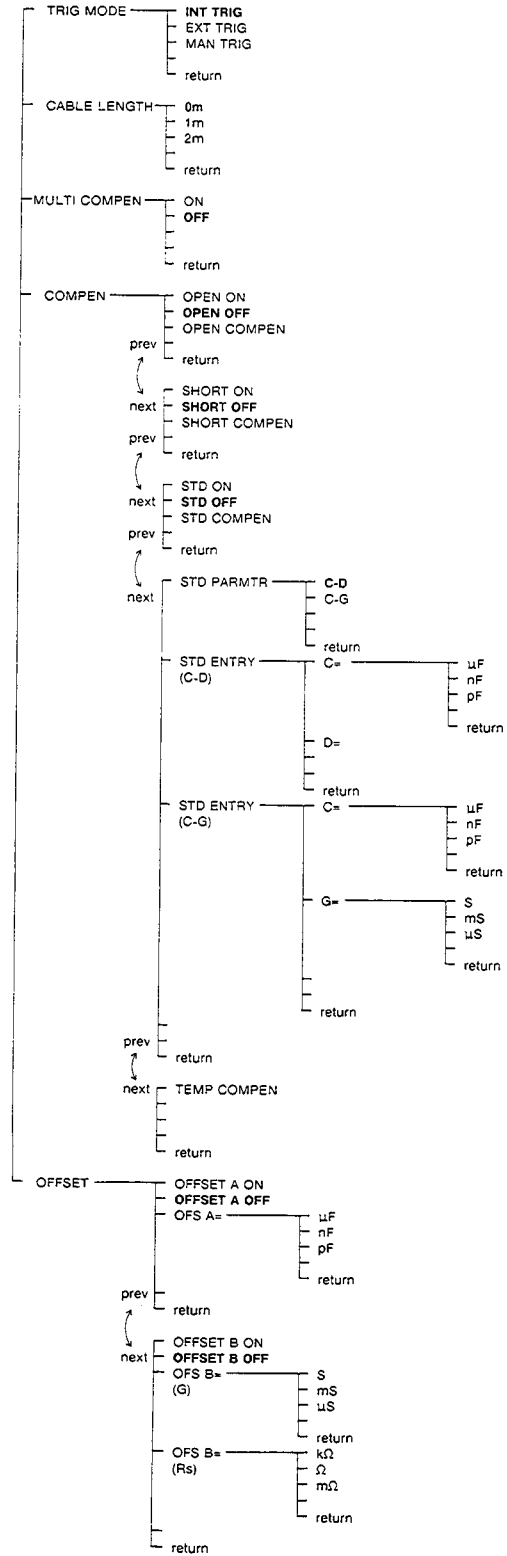 TRIG MODE INT TRIG
EXT TRIG
MAN TRIG
return
CABLE LENGTH 0m
1m
2m
return
MULTI COMPEN ON
OFF
return
COMPEN OPEN ON
OPEN OFF
OPEN COMPEN
prev
return
SHORT ON
next SHORT OFF
SHORT COMPEN
prev
return
STD ON
next STD OFF
STD COMPEN
prev
return
next STD PARMTR C-D
C-G
return
STD ENTRY C= µF
(C-D) nF
pF
return
D=
return
STD ENTRY C= µF
(C-G) nF
pF
return
G= S
mS
µS
return
return
prev
return
next TEMP COMPEN
return
OFFSET OFFSET A ON
OFFSET A OFF
OFS A= µF
nF
pF
return
prev
return
OFFSET B ON
next OFFSET B OFF
OFS B= S
(G) mS
µS
return
OFS B= kΩ
(Rs) Ω
mΩ
return
return